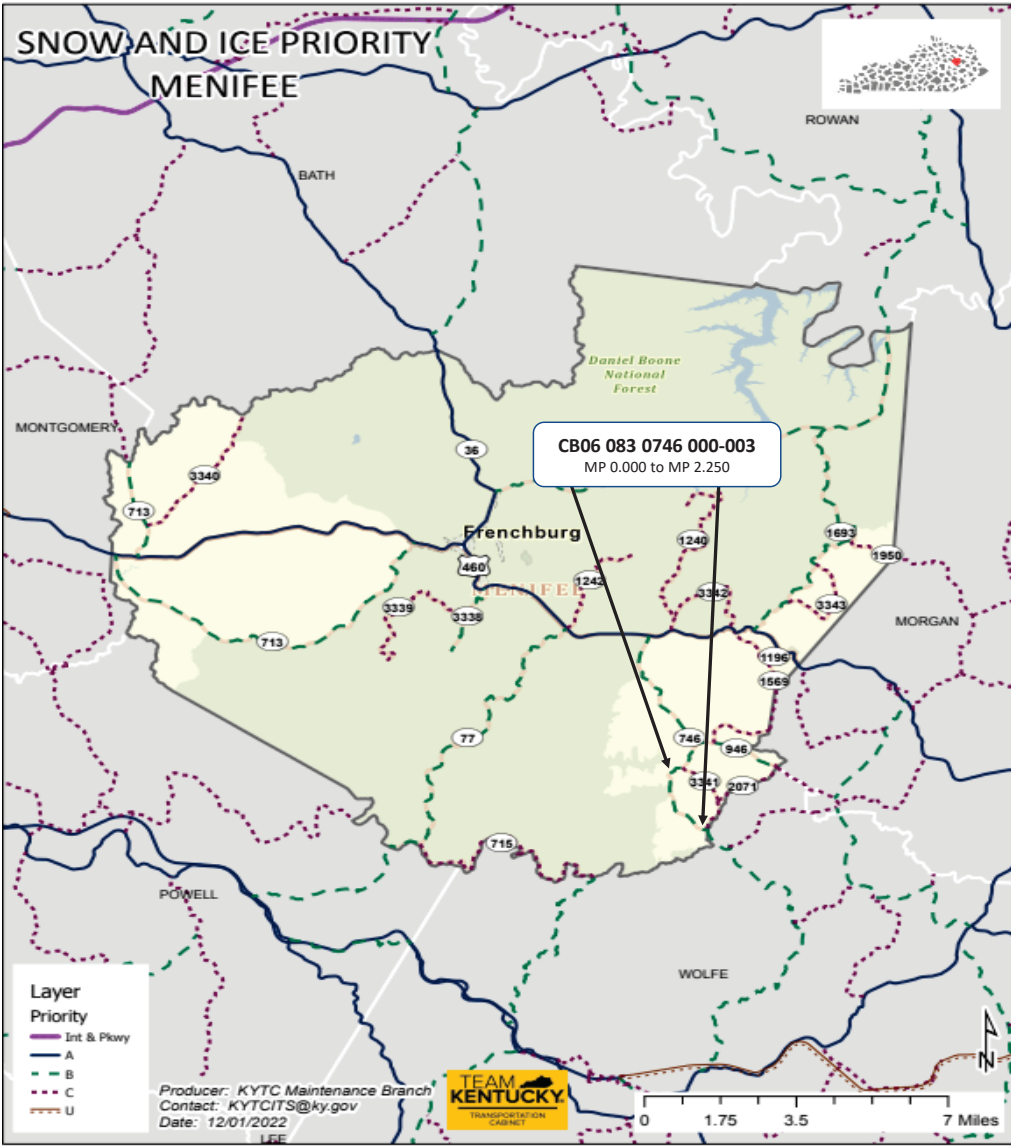 SNOW AND ICE PRIORITY
MENIFEE
ROWAN
BATH
Daniel Boone
National
Forest
MONTGOMERY
CB06 083 0746 000-003
MP 0.000 to MP 2.250
36
3340
713
Frenchburg
1240
1693
1950
460
MENIFEE
1242
3342
3339
3338
3343
713
MORGAN
1196
1569
77
746
946
3341
2071
715
POWELL
WOLFE
Layer
Priority
Int & Pkwy
A
B
C
U
Producer: KYTC Maintenance Branch
Contact: KYTCITS@ky.gov
Date: 12/01/2022
LEE
TEAM
KENTUCKY
TRANSPORTATION
CABINET
N
0 1.75 3.5 7 Miles